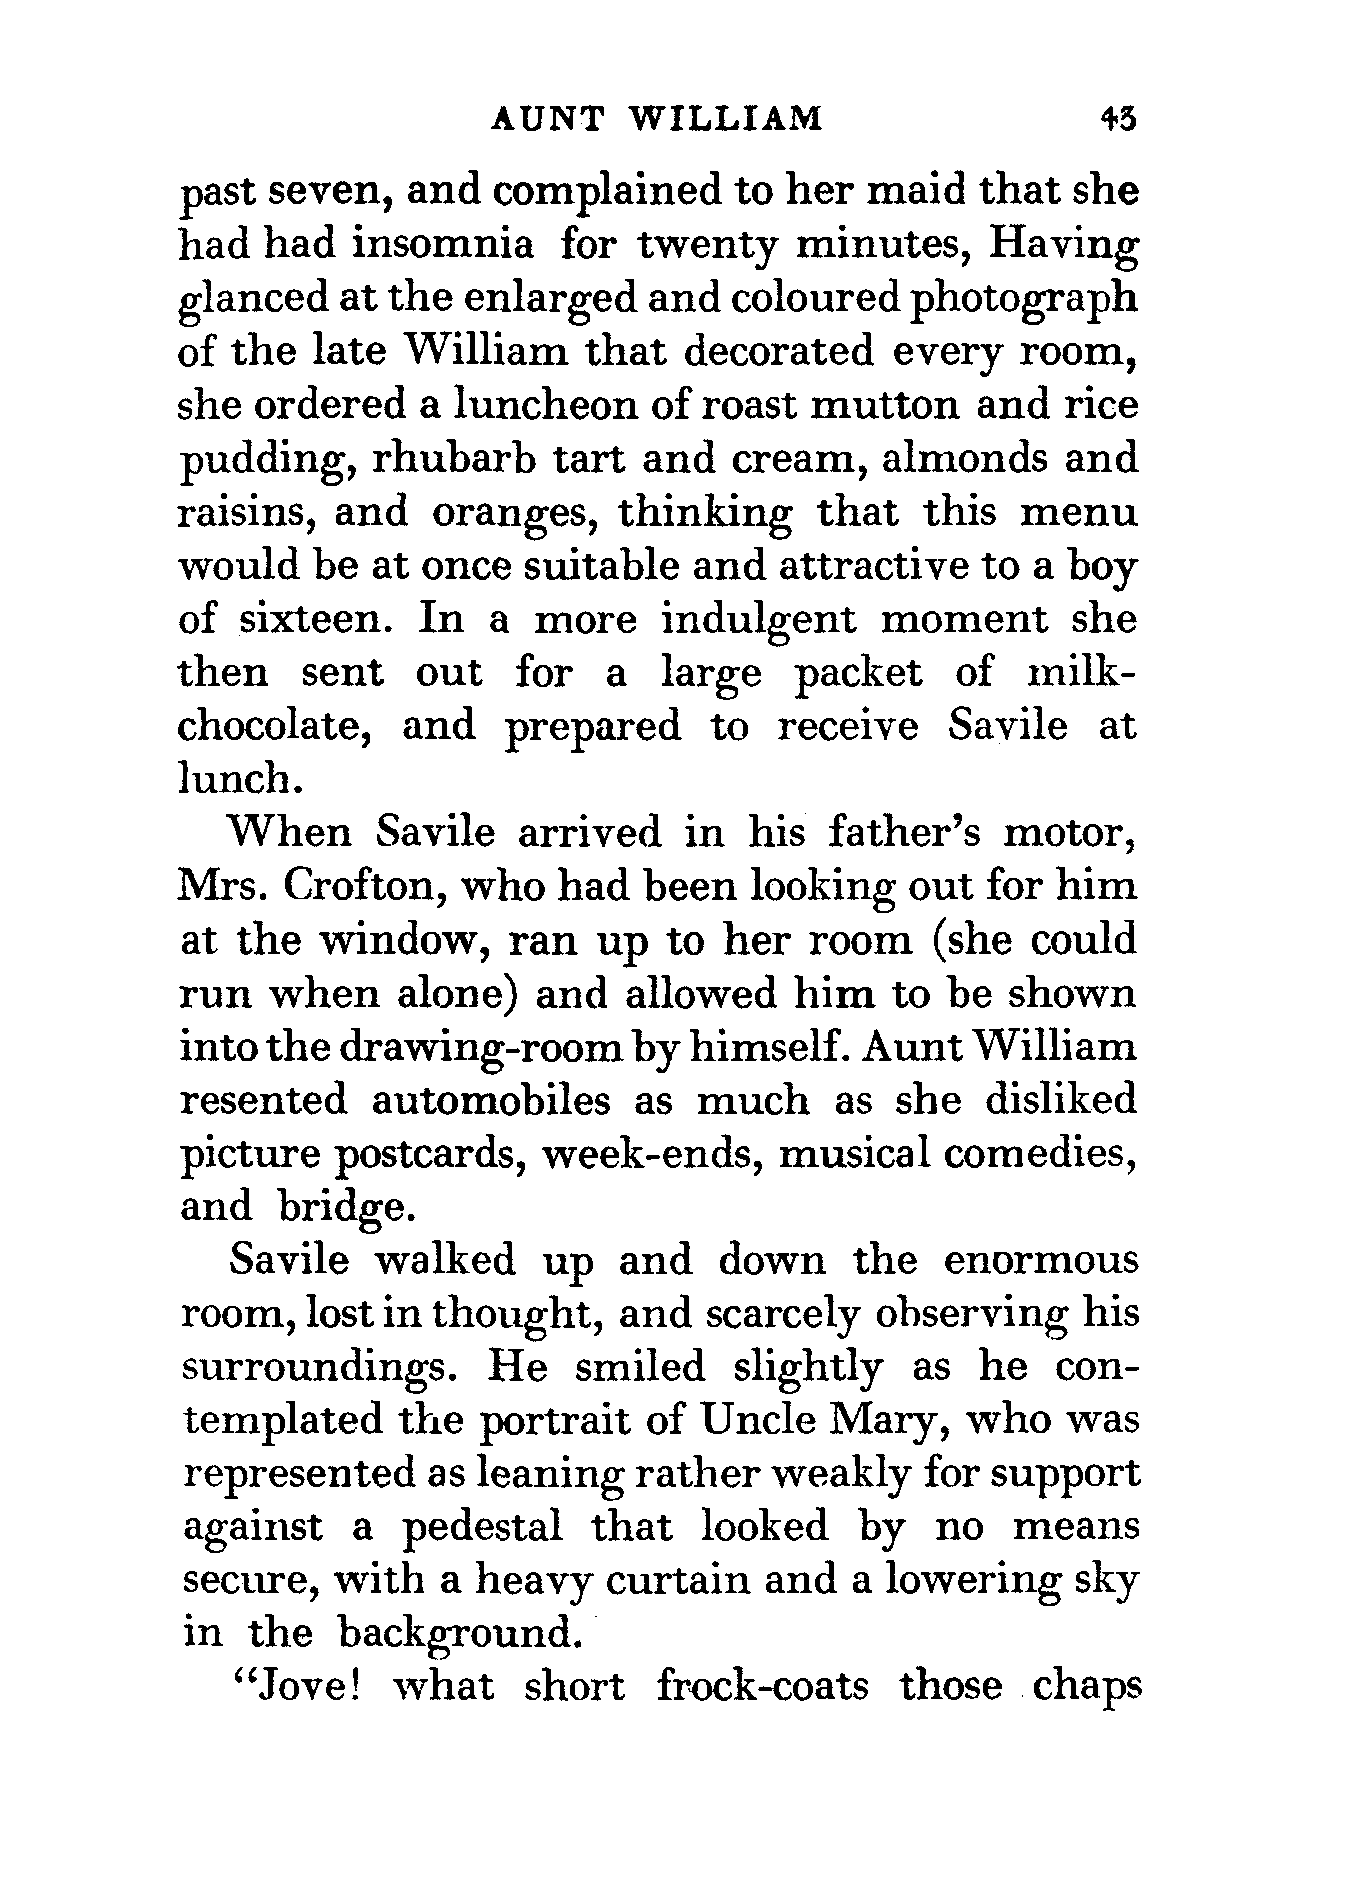 AUNT WILLIAM 43
past seven, and complained to her maid that she
had had insomnia for twenty minutes, Having
glanced at the enlarged and coloured photograph
of the late William that decorated every room,
she ordered a luncheon of roast mutton and rice
pudding, rhubarb tart and cream, almonds and
raisins, and oranges, thinking that this menu
would be at once suitable and attractive to a boy
of sixteen. In a more indulgent moment she
then sent out for a large packet of milk-
chocolate, and prepared to receive Savile at
lunch.
When Savile arrived in his father's motor,
Mrs. Crofton, who had been looking out for him
at the window, ran up to her room (she could
run when alone) and allowed him to be shown
into the drawing-room by himself. Aunt William
resented automobiles as much as she disliked
picture postcards, week-ends, musical comedies,
and bridge.
Savile walked up and down the enormous
room, lost in thought, and scarcely observing his
surroundings. He smiled slightly as he con-
templated the portrait of Uncle Mary, who was
represented as leaning rather weakly for support
against a pedestal that looked by no means
secure, with a heavy curtain and a lowering sky
in the background.
"Jove! what short frock-coats those chaps